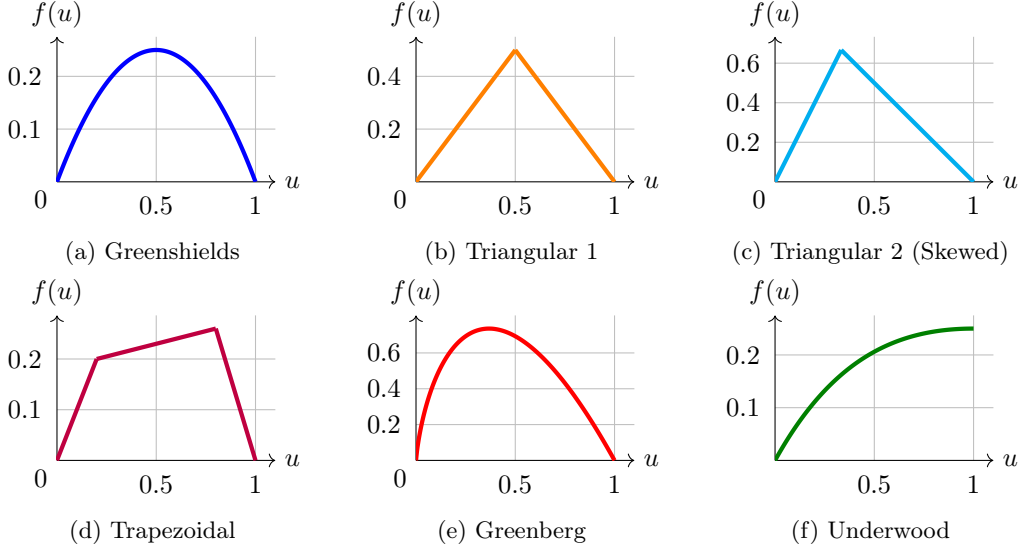 f(u) f(u) f(u)
0.2 0.4 0.6
0.1 0.2 0.4
0.2
0 0.5 1 u 0.5 1 u 0.5 1 u
0 0
(a) Greenshields (b) Triangular 1 (c) Triangular 2 (Skewed)
f(u) f(u) f(u)
0.2 0.6 0.2
0.1 0.4 0.1
0.2
0 0.5 1 u 0 0.5 1 u 0 0.5 1 u
(d) Trapezoidal (e) Greenberg (f) Underwood